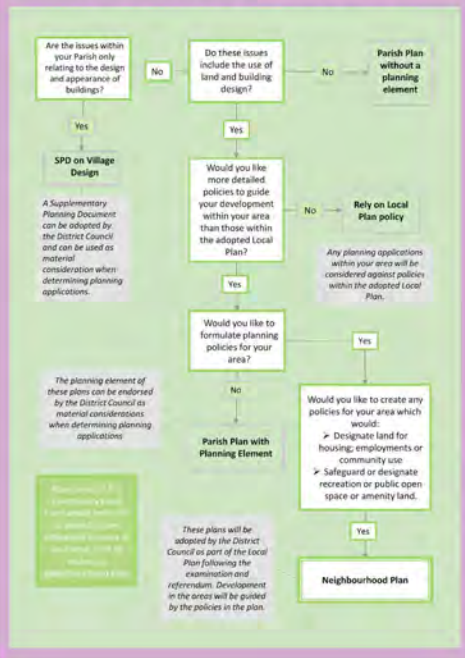 Are the issues within
your Parish only
relating to the design
and appearance of
buildings?
No
Do these issues
include the use of
land and building
design?
No
Parish Plan
without a
planning
element
Yes
Yes
SPD on Village
Design
A Supplementary
Planning Document
can be adopted by
the District Council
and can be used as
material
consideration when
determining planning
applications.
Would you like
more detailed
policies to guide
your development
within your area
than those within
the adopted Local
Plan?
No
Rely on Local
Plan policy
Any planning applications
within your area will be
considered against policies
within the adopted Local
Plan.
Yes
Would you like to
formulate planning
policies for your
area?
Yes
No
The planning element of
these plans can be endorsed
by the District Council as
material considerations
when determining planning
applications
Parish Plan with
Planning Element
Would you like to create any
policies for your area which
would:
➢ Designate land for
housing; employments or
community use
➢ Safeguard or designate
recreation or public open
space or amenity land.
Yes
These plans will be
adopted by the District
Council as part of the Local
Plan following the
examination and
referendum. Development
in the areas will be guided
by the policies in the plan.
Neighbourhood Plan